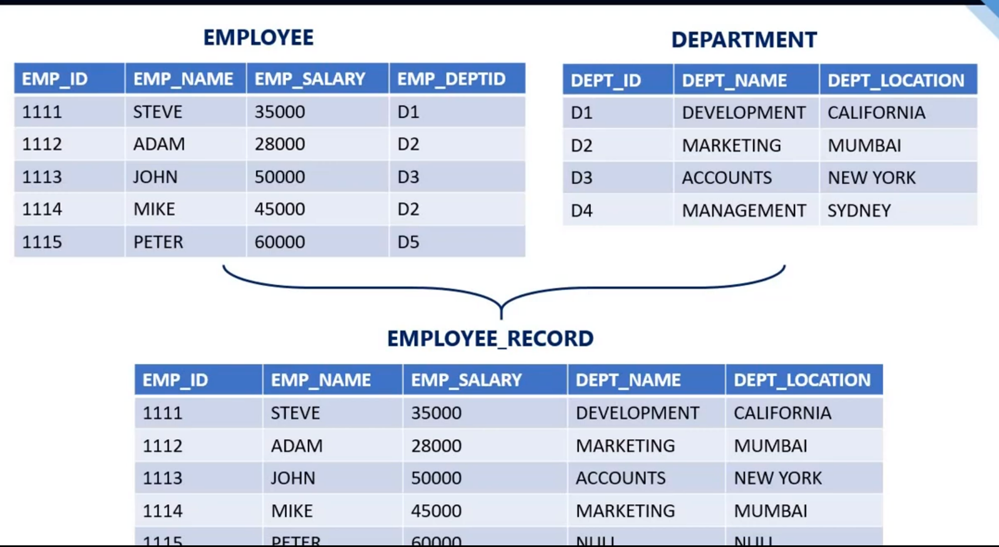 EMPLOYEE
EMP_ID EMP_NAME EMP_SALARY EMP_DEPTID
1111 STEVE 35000 D1
1112 ADAM 28000 D2
1113 JOHN 50000 D3
1114 MIKE 45000 D2
1115 PETER 60000 D5
DEPARTMENT
DEPT_ID DEPT_NAME DEPT_LOCATION
D1 DEVELOPMENT CALIFORNIA
D2 MARKETING MUMBAI
D3 ACCOUNTS NEW YORK
D4 MANAGEMENT SYDNEY
EMPLOYEE_RECORD
EMP_ID EMP_NAME EMP_SALARY DEPT_NAME DEPT_LOCATION
1111 STEVE 35000 DEVELOPMENT CALIFORNIA
1112 ADAM 28000 MARKETING MUMBAI
1113 JOHN 50000 ACCOUNTS NEW YORK
1114 MIKE 45000 MARKETING MUMBAI
1115 PETER 60000 NULL NULL